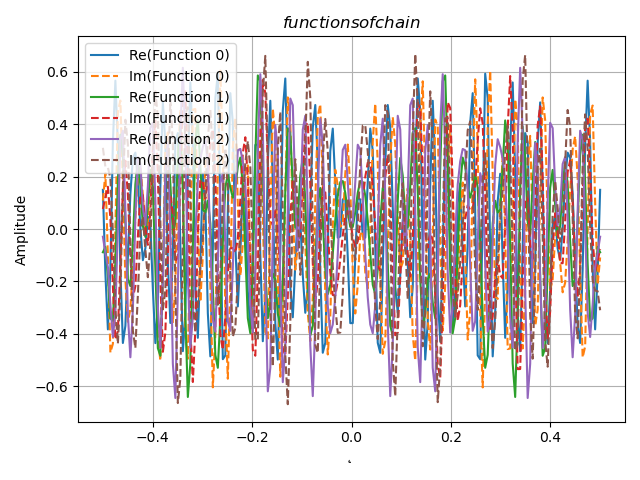 functionsofchain
Re(Function 0)
Im(Function 0)
Re(Function 1)
Im(Function 1)
Re(Function 2)
Im(Function 2)
Amplitude
0.6
0.4
0.2
0.0
−0.2
−0.4
−0.6
−0.4
−0.2
0.0
0.2
0.4